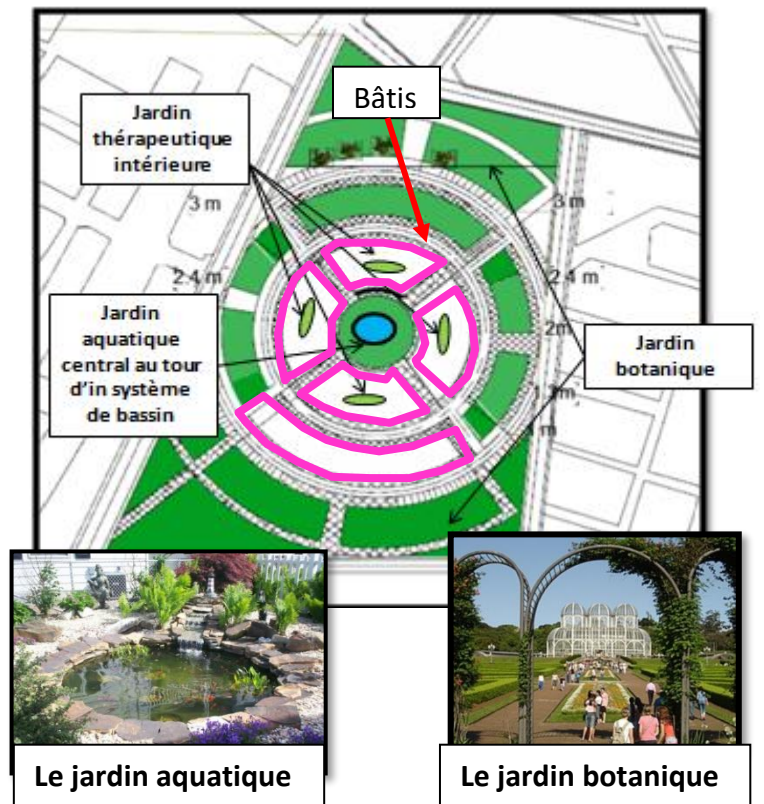 Bâtis
Jardin
thérapeutique
intérieure
3 m
3 m
2.4 m
2.4 m
Jardin
aquatique
central au tour
d'in système
de bassin
2m
Jardin
botanique
m
Le jardin aquatique
Le jardin botanique